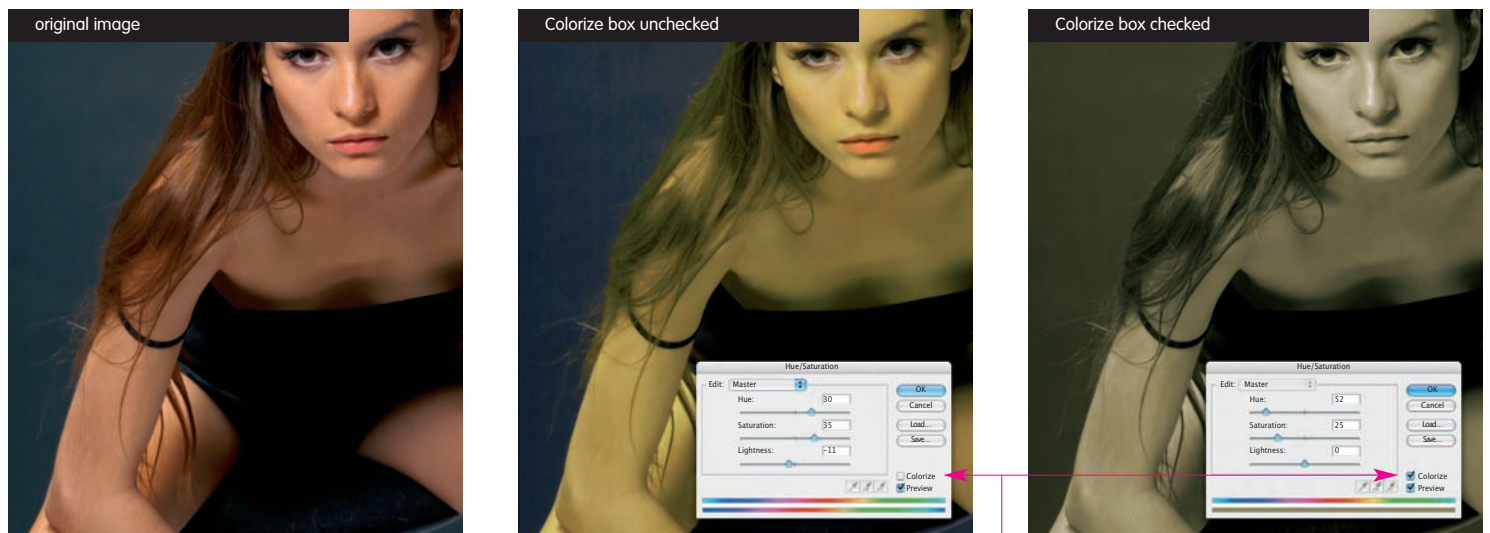 original image
Colorize box unchecked
Colorize box checked
Hue/Saturation
Edit: Master
Hue: 30
Saturation: 35
Lightness: -11
OK
Cancel
Load...
Save...
Colorize
Preview
Hue/Saturation
Edit: Master
Hue: 52
Saturation: 25
Lightness: 0
OK
Cancel
Load...
Save...
Colorize
Preview